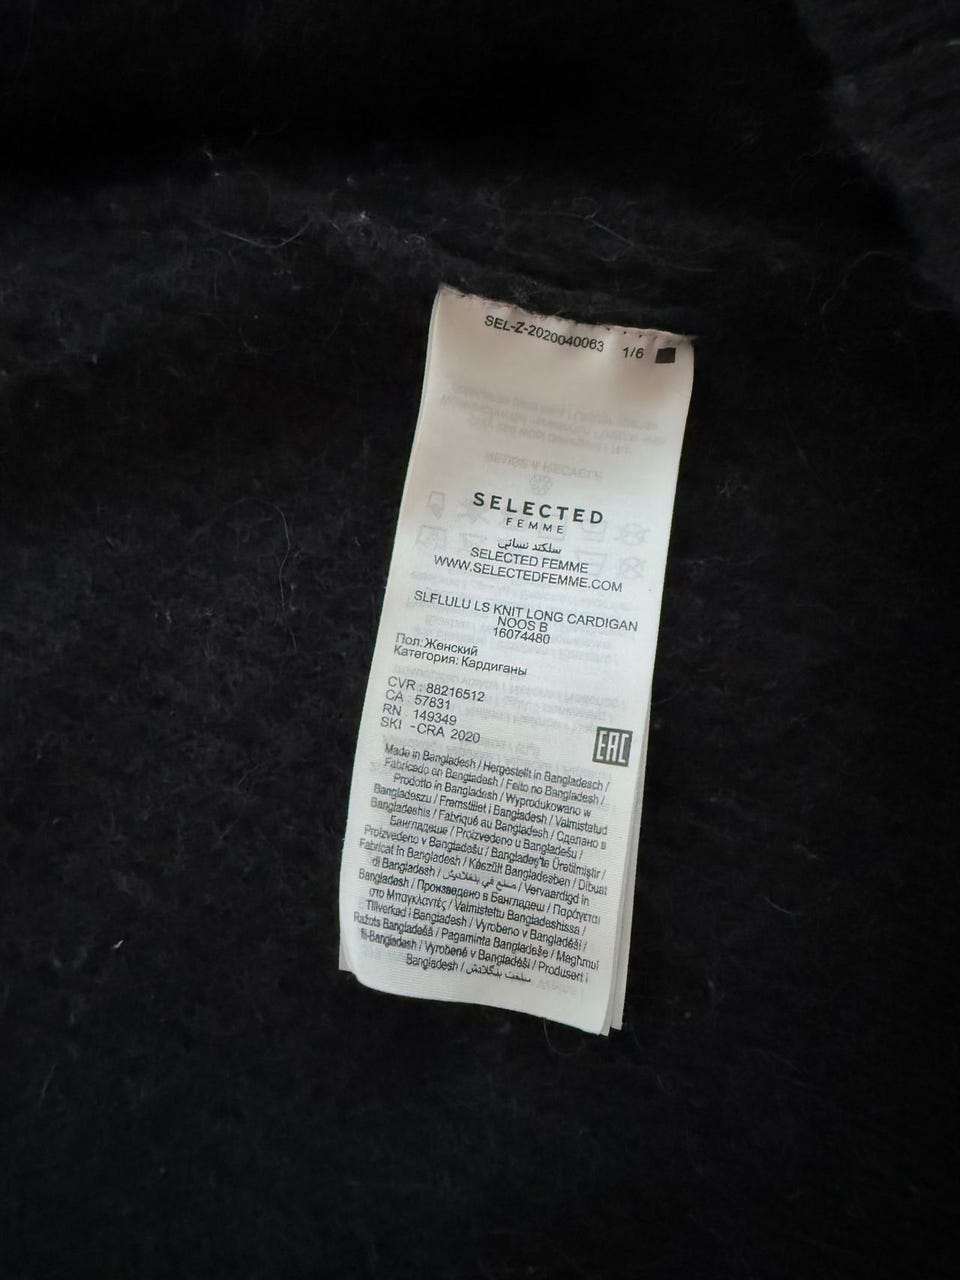 SEL-Z-2020040063 1/6
SELECTED
FEMME
سلكتد نسائي
SELECTED FEMME
WWW.SELECTEDFEMME.COM
SLFLULU LS KNIT LONG CARDIGAN
NOOS B
16074480
Пол: Женский
Категория: Кардиганы
CVR : 88216512
CA : 57831
RN 149349
SKI -CRA 2020
EAC
Made in Bangladesh / Hergestellt in Bangladesch /
Fabricado en Bangladesh / Feito no Bangladesh /
Prodotto in Bangladesh / Wyprodukowano w
Bangladeszu / Fremstillet i Bangladesh / Valmistatud
Bangladeshis / Fabriqué au Bangladesh / Сделано в
Бангладеше / Proizvedeno u Bangladešu /
Proizvedeno v Bangladešu / Bangladeş'te Üretilmiştir /
Fabricat în Bangladesh / Készült Bangladesben / Dibuat
di Bangladesh / صنع في بنغلاديش / Vervaardigd in
Bangladesh / Произведено в Бангладеш / Παράγεται
στο Μπαγκλαντές / Valmistettu Bangladeshissa /
Tillverkad i Bangladesh / Vyrobeno v Bangladéši /
Ražots Bangladešā / Pagaminta Bangladeše / Magħmul
fil-Bangladesh / Vyrobené v Bangladéši / Produsert i
Bangladesh / ساخت بنگلادش